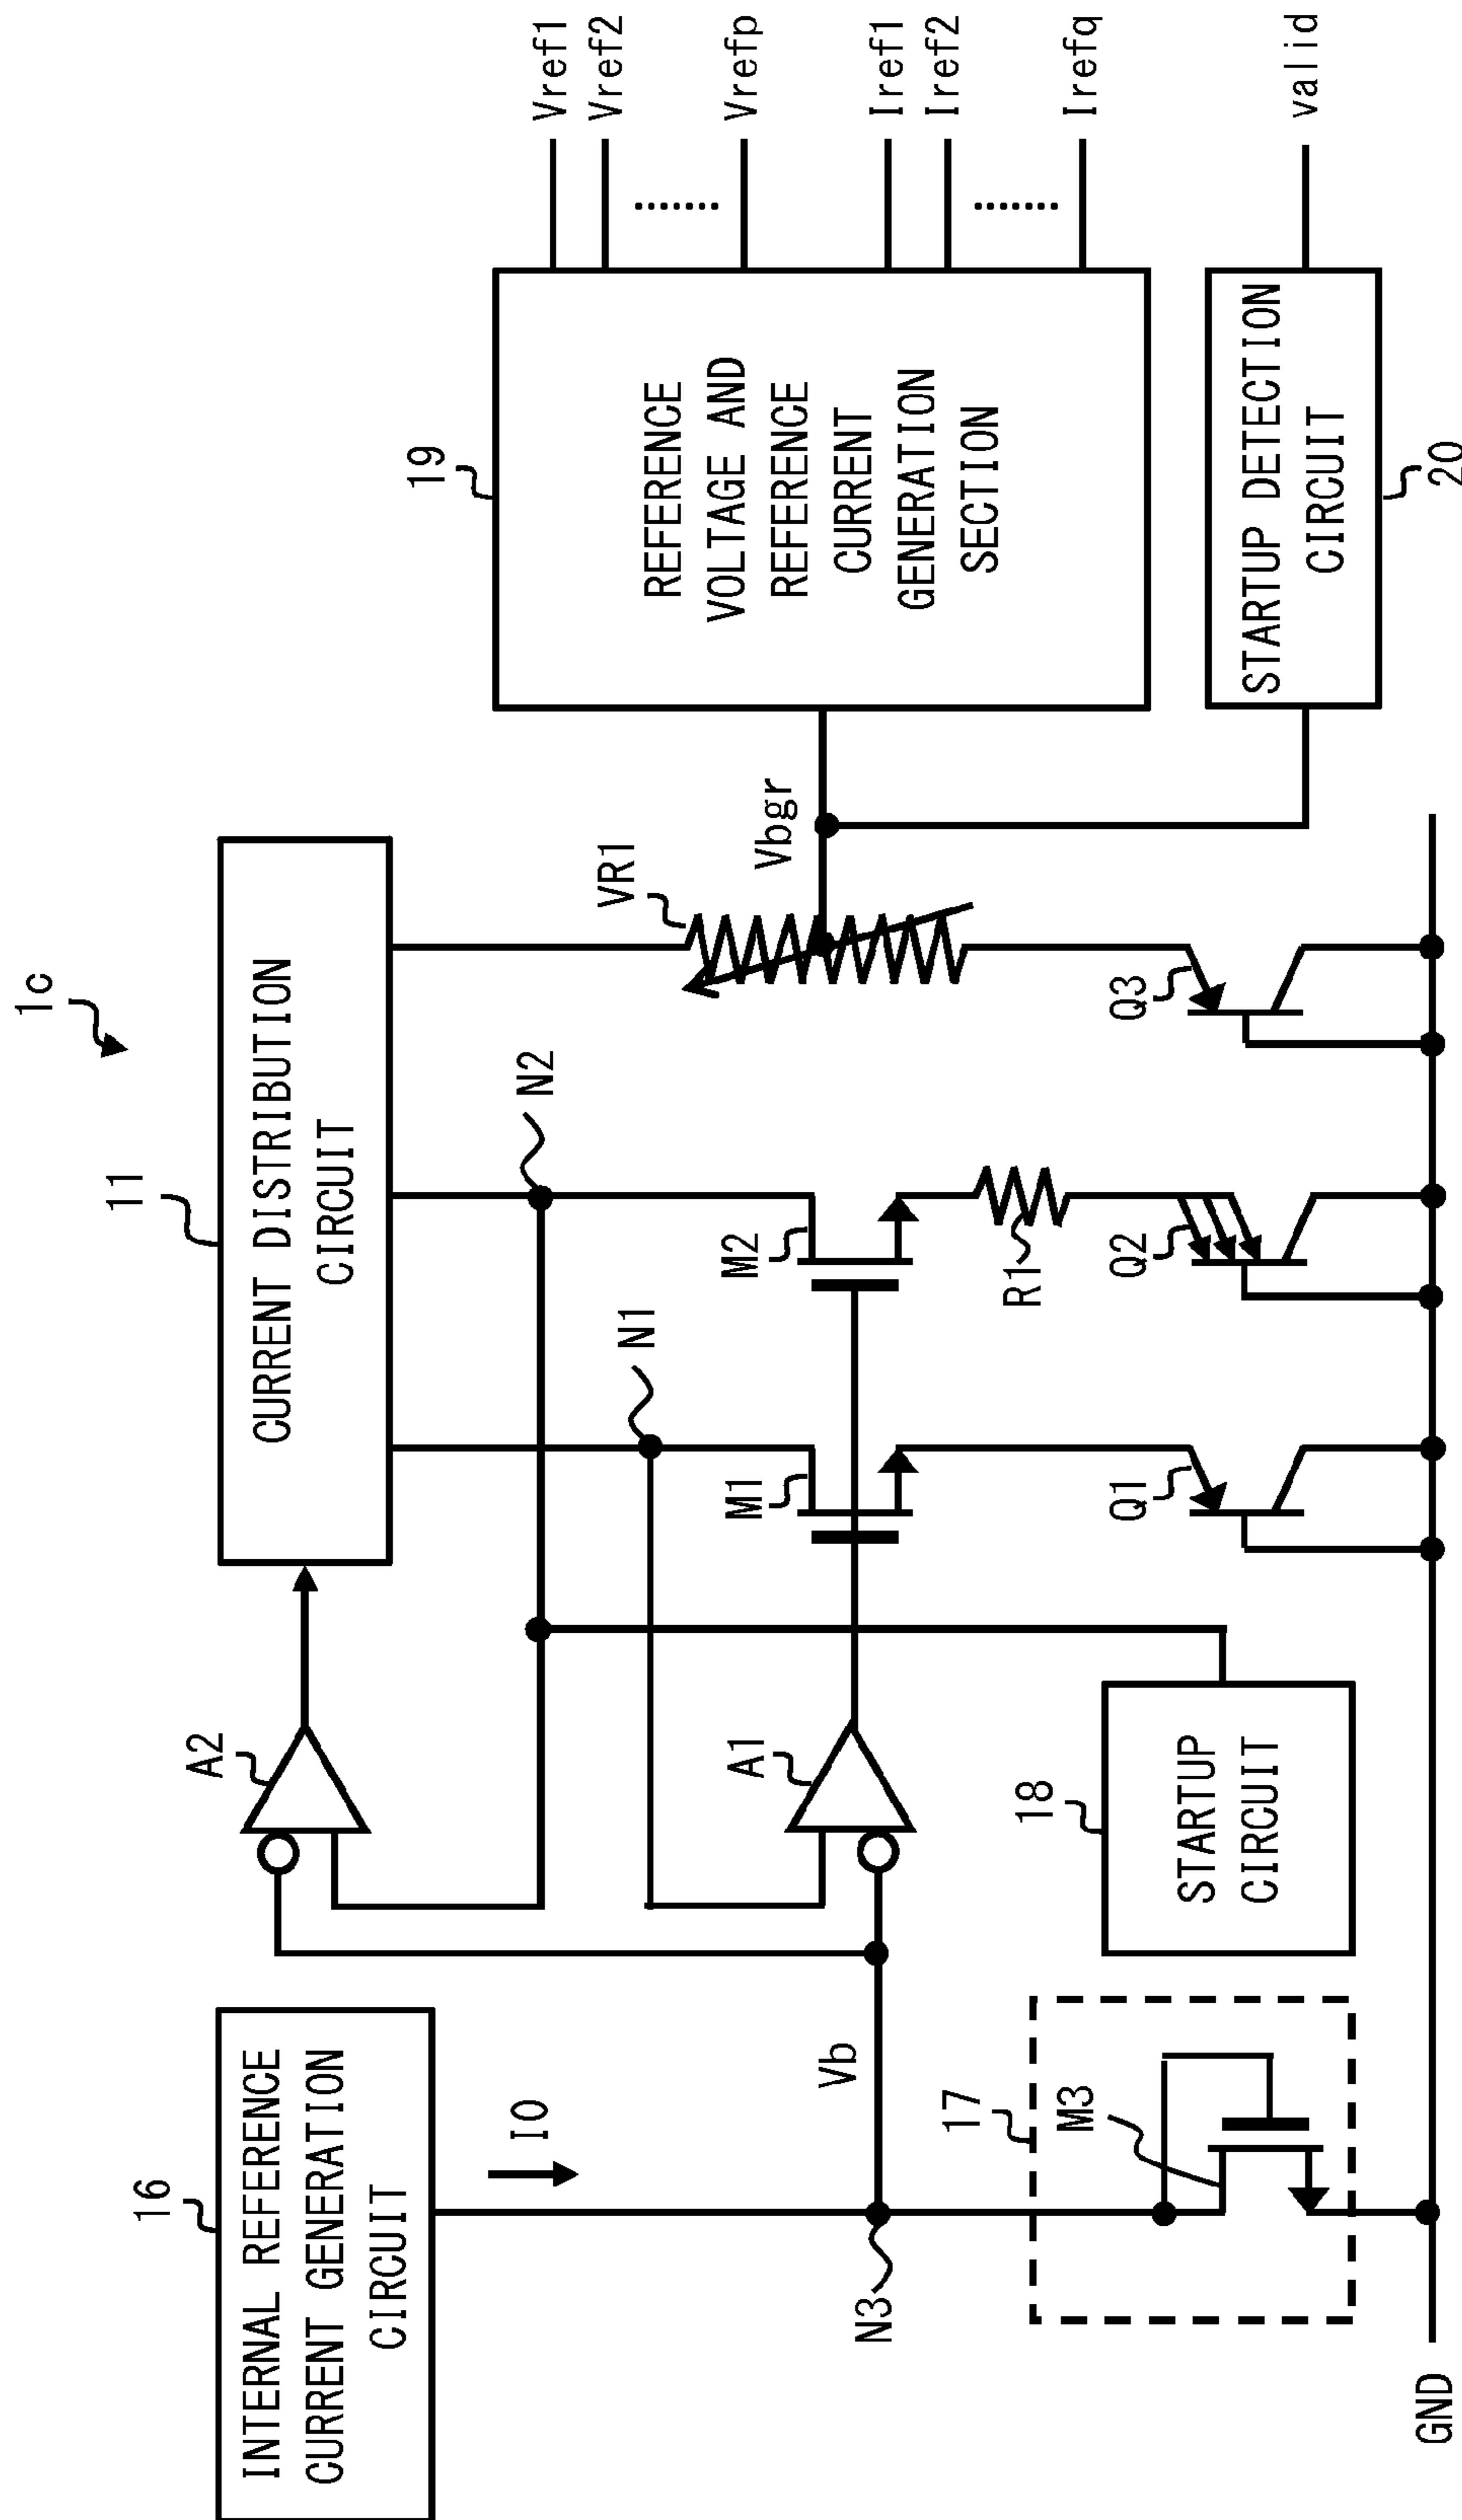 1c
16
INTERNAL REFERENCE
CURRENT GENERATION
CIRCUIT
I0
A2
11
CURRENT DISTRIBUTION
CIRCUIT
N2
N1
VR1
Vbgr
19
REFERENCE
VOLTAGE AND
REFERENCE
CURRENT
GENERATION
SECTION
Vref1
Vref2
Vrefp
Iref1
Iref2
Irefq
A1
Vb
N3
M1
M2
R1
17
M3
18
STARTUP
CIRCUIT
Q1
Q2
Q3
STARTUP DETECTION
CIRCUIT
20
valid
GND